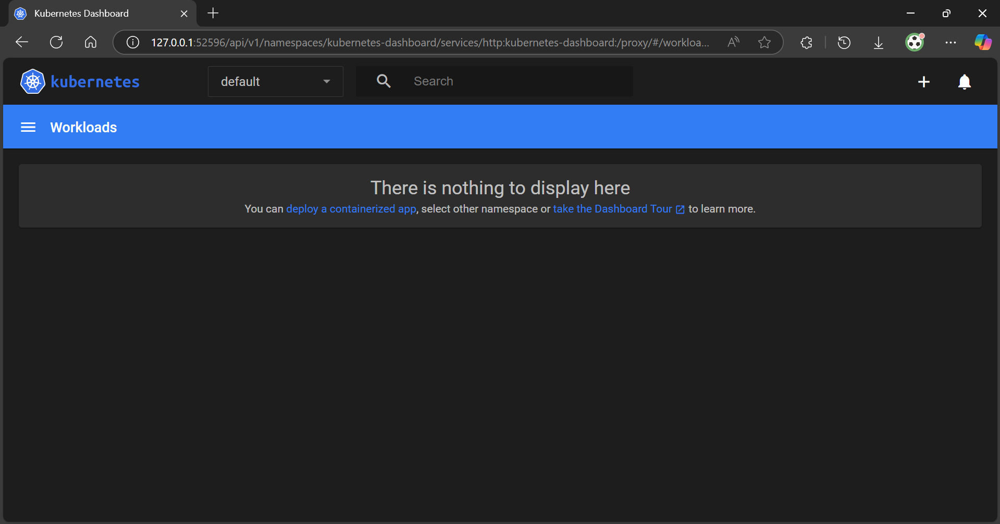 Kubernetes Dashboard
127.0.0.1:52596/api/v1/namespaces/kubernetes-dashboard/services/http:kubernetes-dashboard:/proxy/#/workloa...
kubernetes
default
Search
Workloads
There is nothing to display here
You can deploy a containerized app, select other namespace or take the Dashboard Tour to learn more.